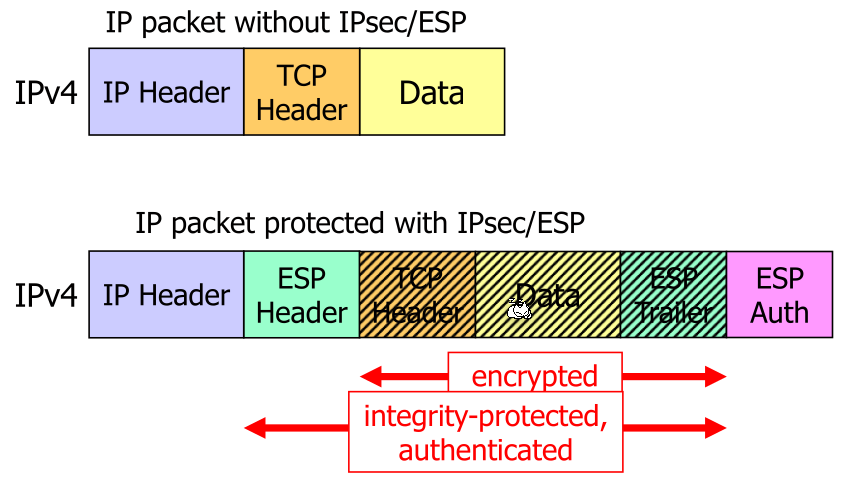 IP packet without IPsec/ESP
IPv4
IP Header
TCP
Header
Data
IP packet protected with IPsec/ESP
IPv4
IP Header
ESP
Header
TCP
Header
Data
ESP
Trailer
ESP
Auth
encrypted
integrity-protected,
authenticated